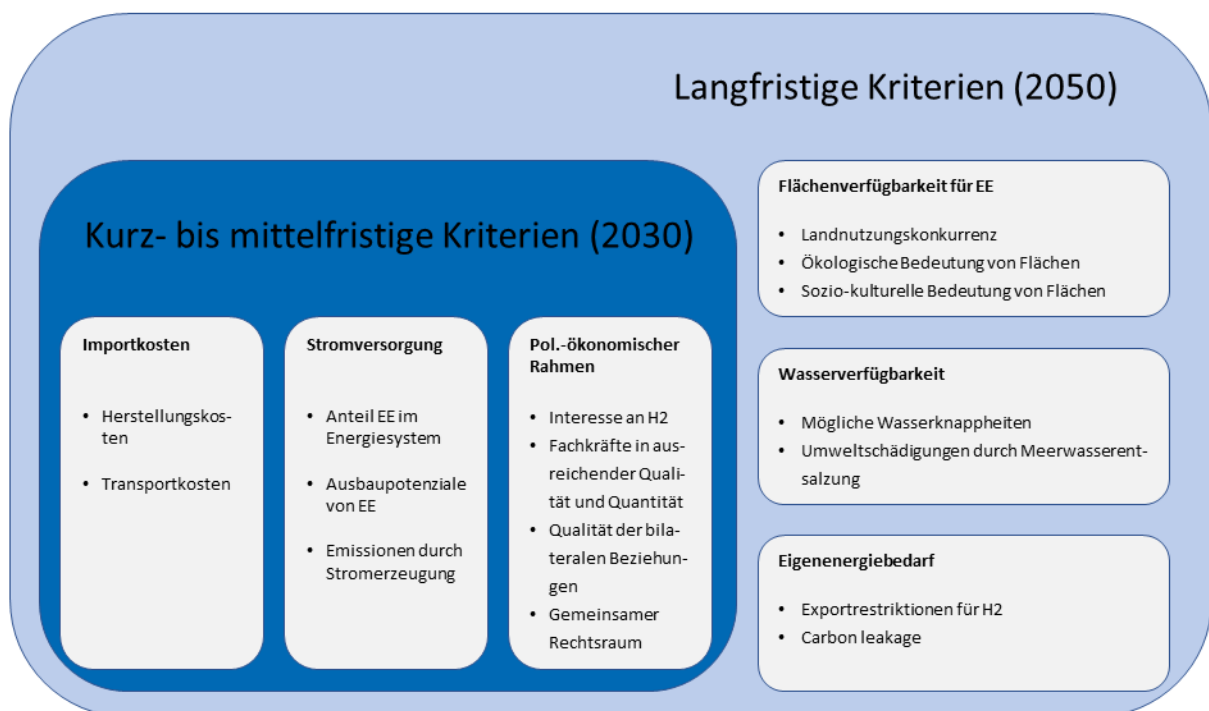 Langfristige Kriterien (2050)
Kurz- bis mittelfristige Kriterien (2030)
Importkosten
• Herstellungskos-
ten
• Transportkosten
Stromversorgung
• Anteil EE im
Energiesystem
• Ausbaupotenziale
von EE
• Emissionen durch
Stromerzeugung
Pol.-ökonomischer
Rahmen
• Interesse an H2
• Fachkräfte in aus-
reichender Quali-
tät und Quantität
• Qualität der bila-
teralen Beziehun-
gen
• Gemeinsamer
Rechtsraum
Flächenverfügbarkeit für EE
• Landnutzungskonkurrenz
• Ökologische Bedeutung von Flächen
• Sozio-kulturelle Bedeutung von Flächen
Wasserverfügbarkeit
• Mögliche Wasserknappheiten
• Umweltschädigungen durch Meerwasserent-
salzung
Eigenenergiebedarf
• Exportrestriktionen für H2
• Carbon leakage